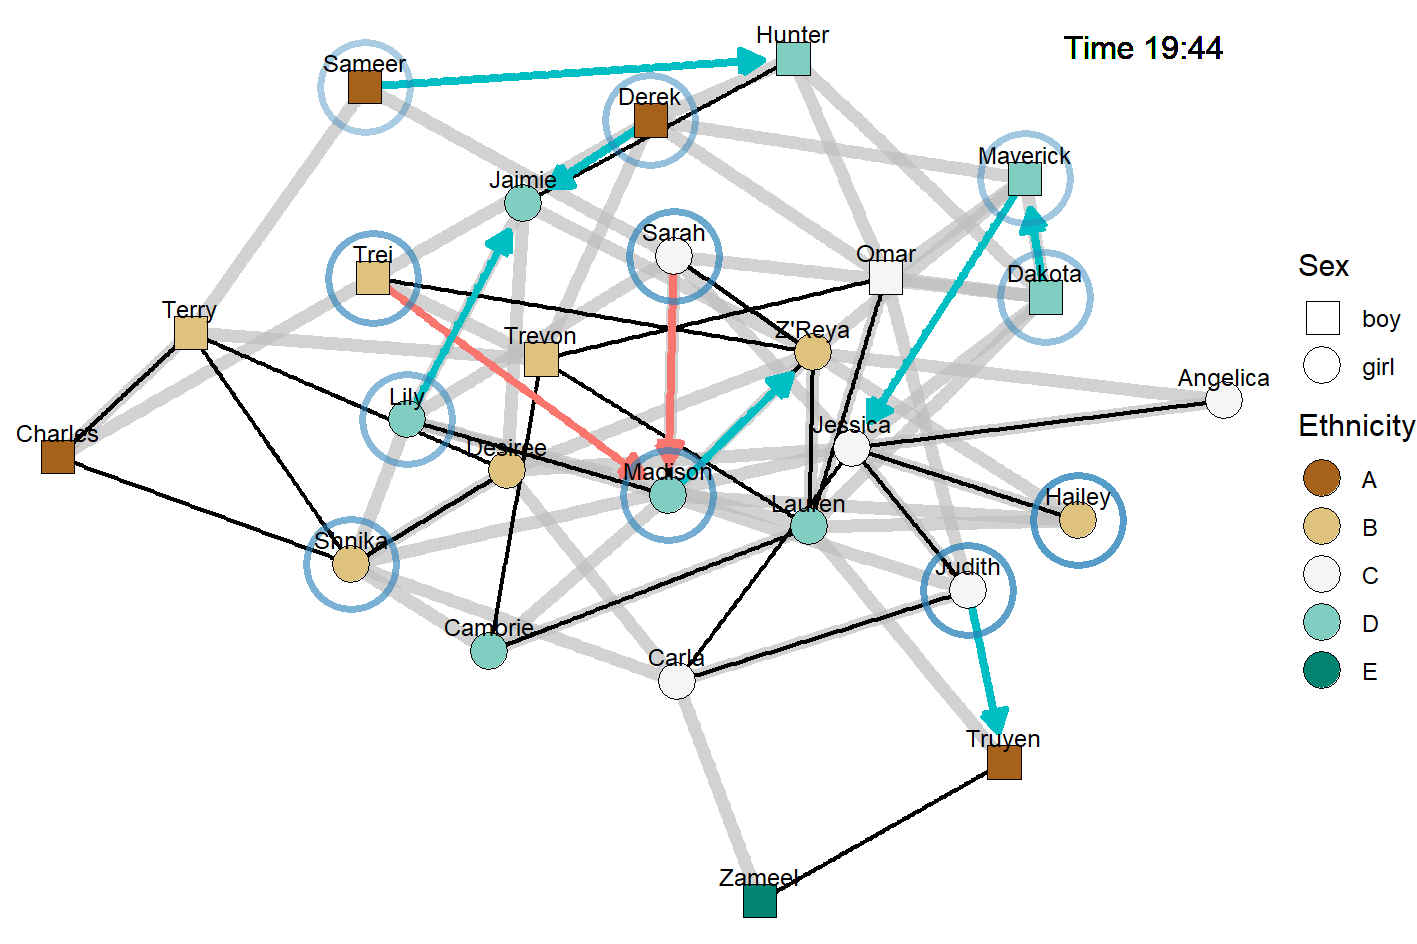 Hunter
Time 19:44
Sameer
Derek
Maverick
Jaimie
Sarah
Trei
Omar
Dakota
Terry
Trevon
Z'Reya
Angelica
Lily
Charles
Desiree
Jessica
Madison
Lauren
Hailey
Shnika
Judith
Cambrie
Carla
Truyen
Zameel
Sex
boy
girl
Ethnicity
A
B
C
D
E